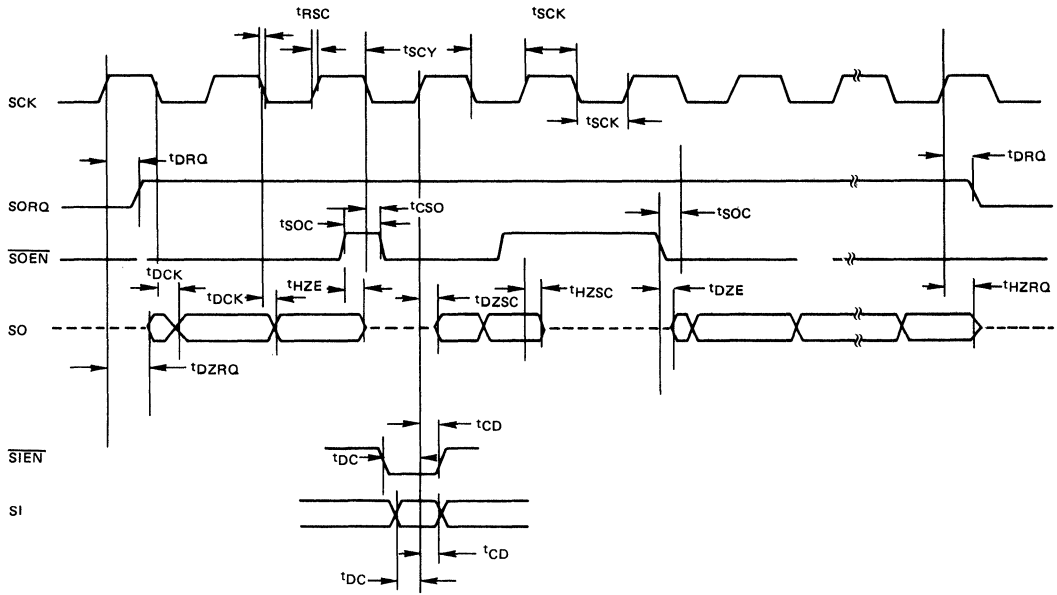 tRSC
tSCK
tSCY
SCK
tSCK
tDRQ
tDRQ
SORQ
tCSO
tSOC
tSOC
SOEN
tDCK
tDCK
tHZE
tDZSC
tHZSC
tDZE
tHZRQ
SO
tDZRQ
tCD
SIEN
tDC
SI
tCD
tDC